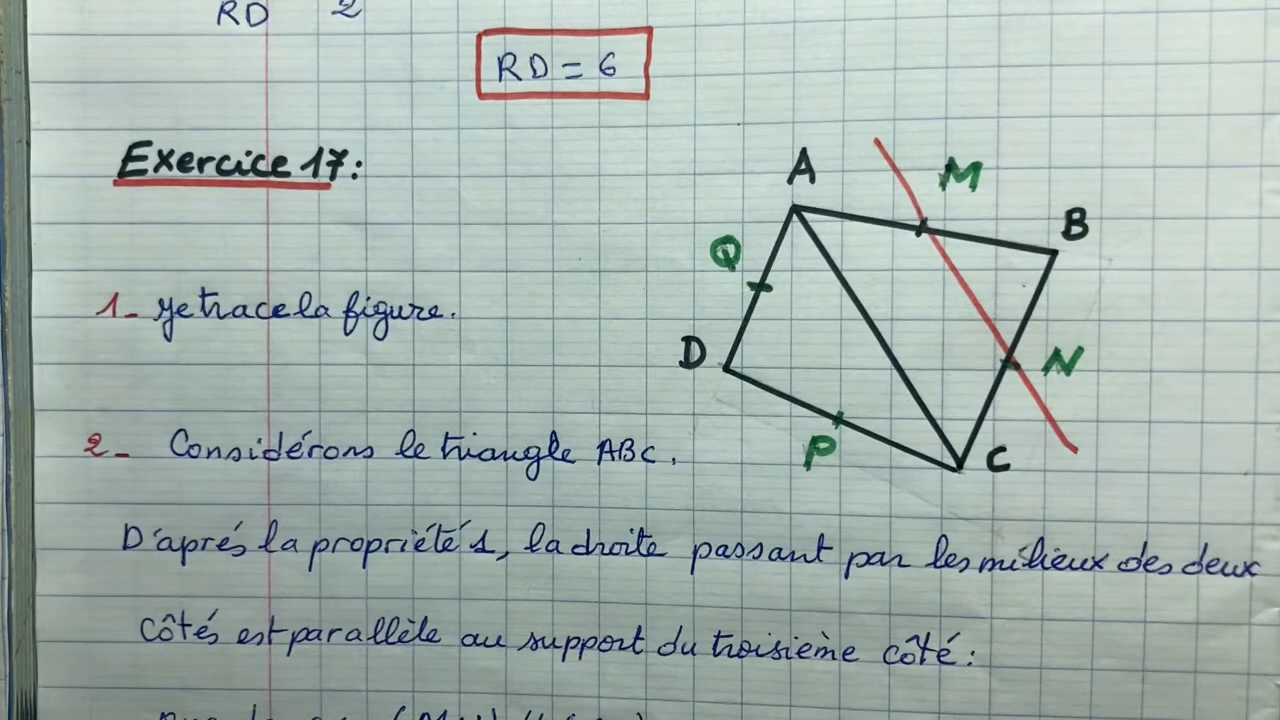 RD 2
RD = 6
Exercice 17:
A
M
B
Q
1- Je trace la figure.
D
N
P
C
2- Considérons le triangle ABC.
D'aprés la propriété 1, la droite passant par les milieux des deux
côtés est parallèle au support du troisième côté: